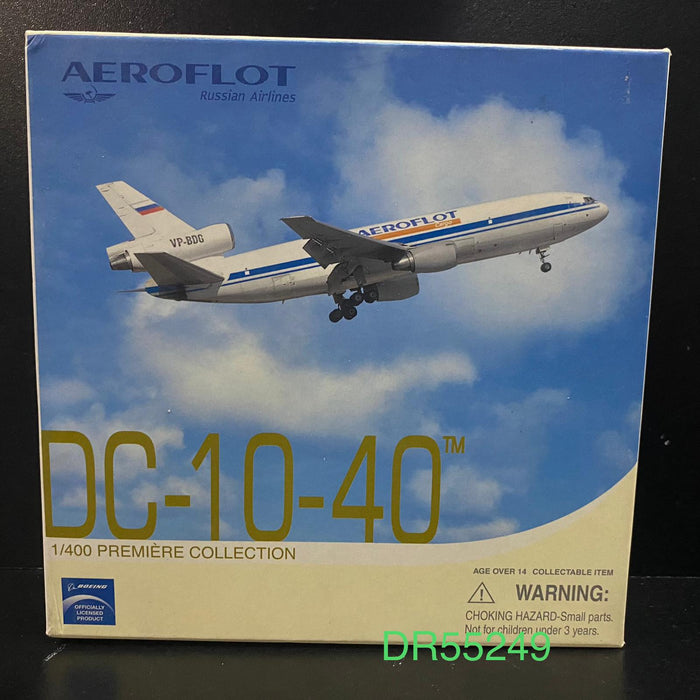 AEROFLOT
Russian Airlines
AEROFLOT
Cargo
VP-BDG
DC-10-40™
1/400 PREMIÈRE COLLECTION
AGE OVER 14 COLLECTABLE ITEM
BOEING
OFFICIALLY
LICENSED
PRODUCT
WARNING:
CHOKING HAZARD-Small parts.
Not for children under 3 years.
DR55249